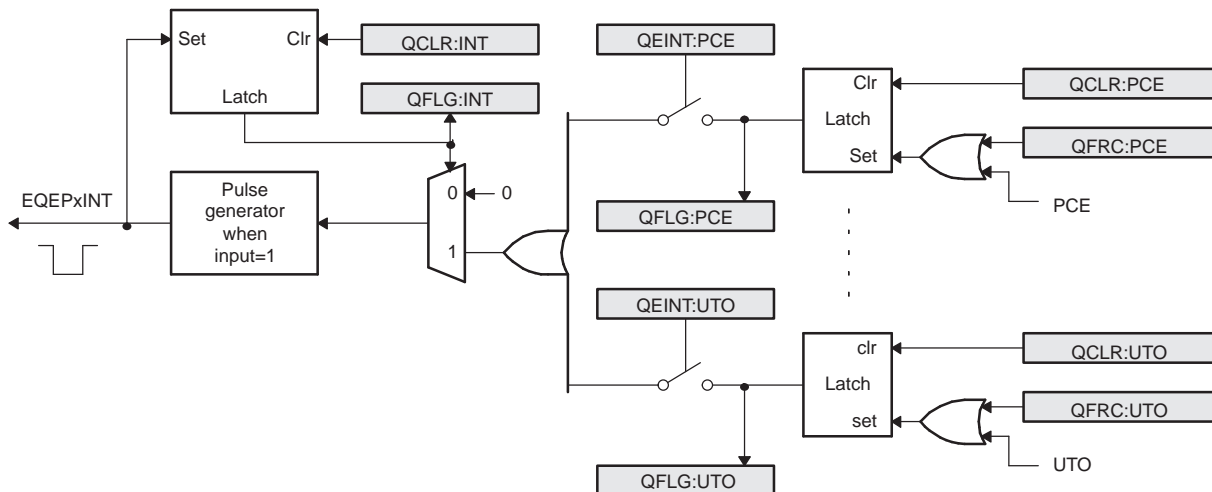 Set
Clr
Latch
QCLR:INT
QFLG:INT
EQEPxINT
Pulse
generator
when
input=1
0
0
1
QEINT:PCE
QFLG:PCE
Clr
Latch
Set
QCLR:PCE
QFRC:PCE
PCE
QEINT:UTO
QFLG:UTO
clr
Latch
set
QCLR:UTO
QFRC:UTO
UTO